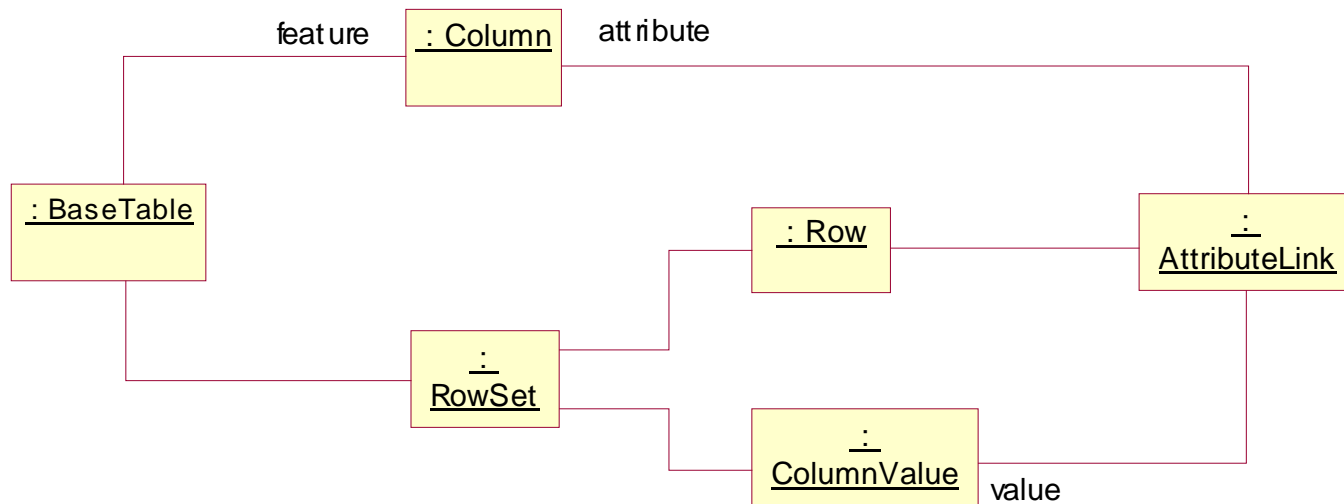 feature
: Column
attribute
: BaseTable
: Row
:
AttributeLink
:
RowSet
:
ColumnValue
value